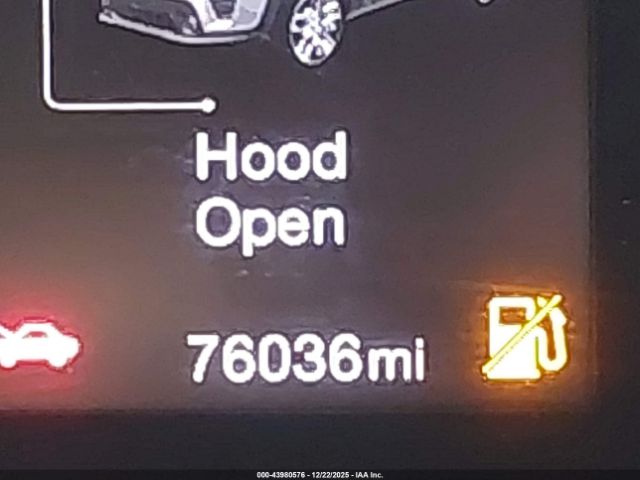 Hood
Open
76036mi
000-43980576 - 12/22/2025 - IAA Inc.